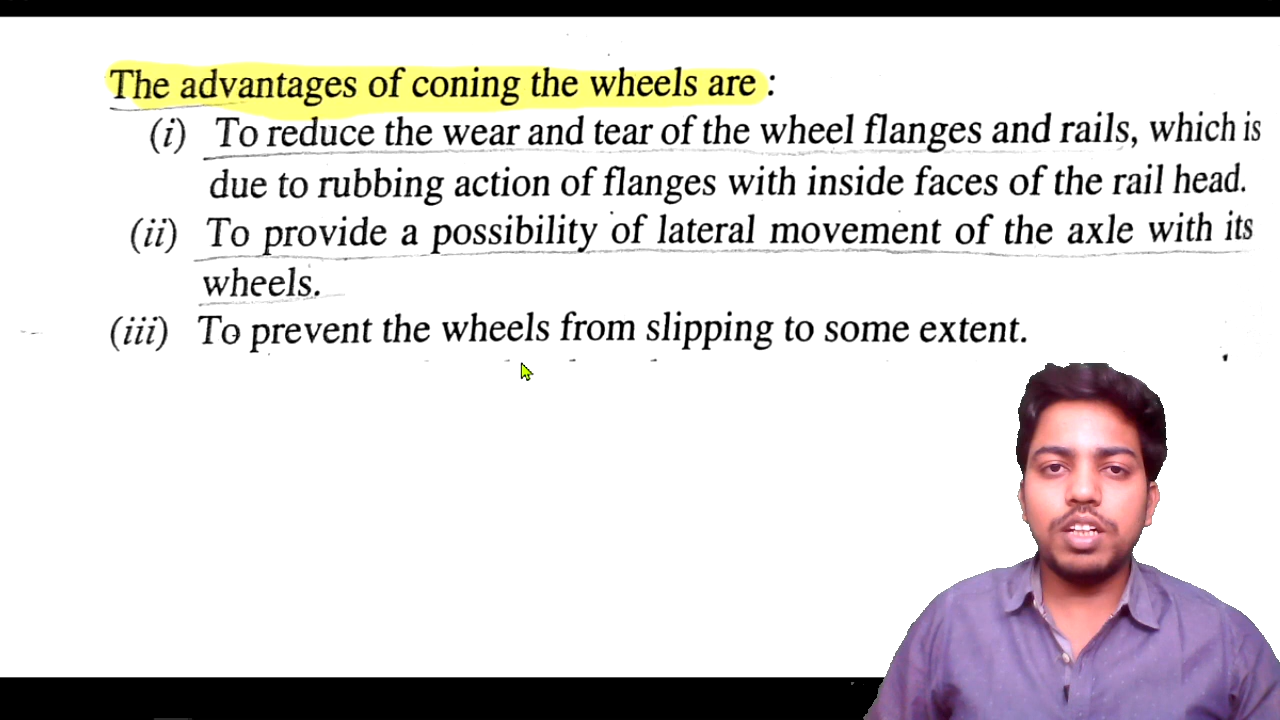 The advantages of coning the wheels are :
(i) To reduce the wear and tear of the wheel flanges and rails, which is
due to rubbing action of flanges with inside faces of the rail head.
(ii) To provide a possibility of lateral movement of the axle with its
wheels.
(iii) To prevent the wheels from slipping to some extent.